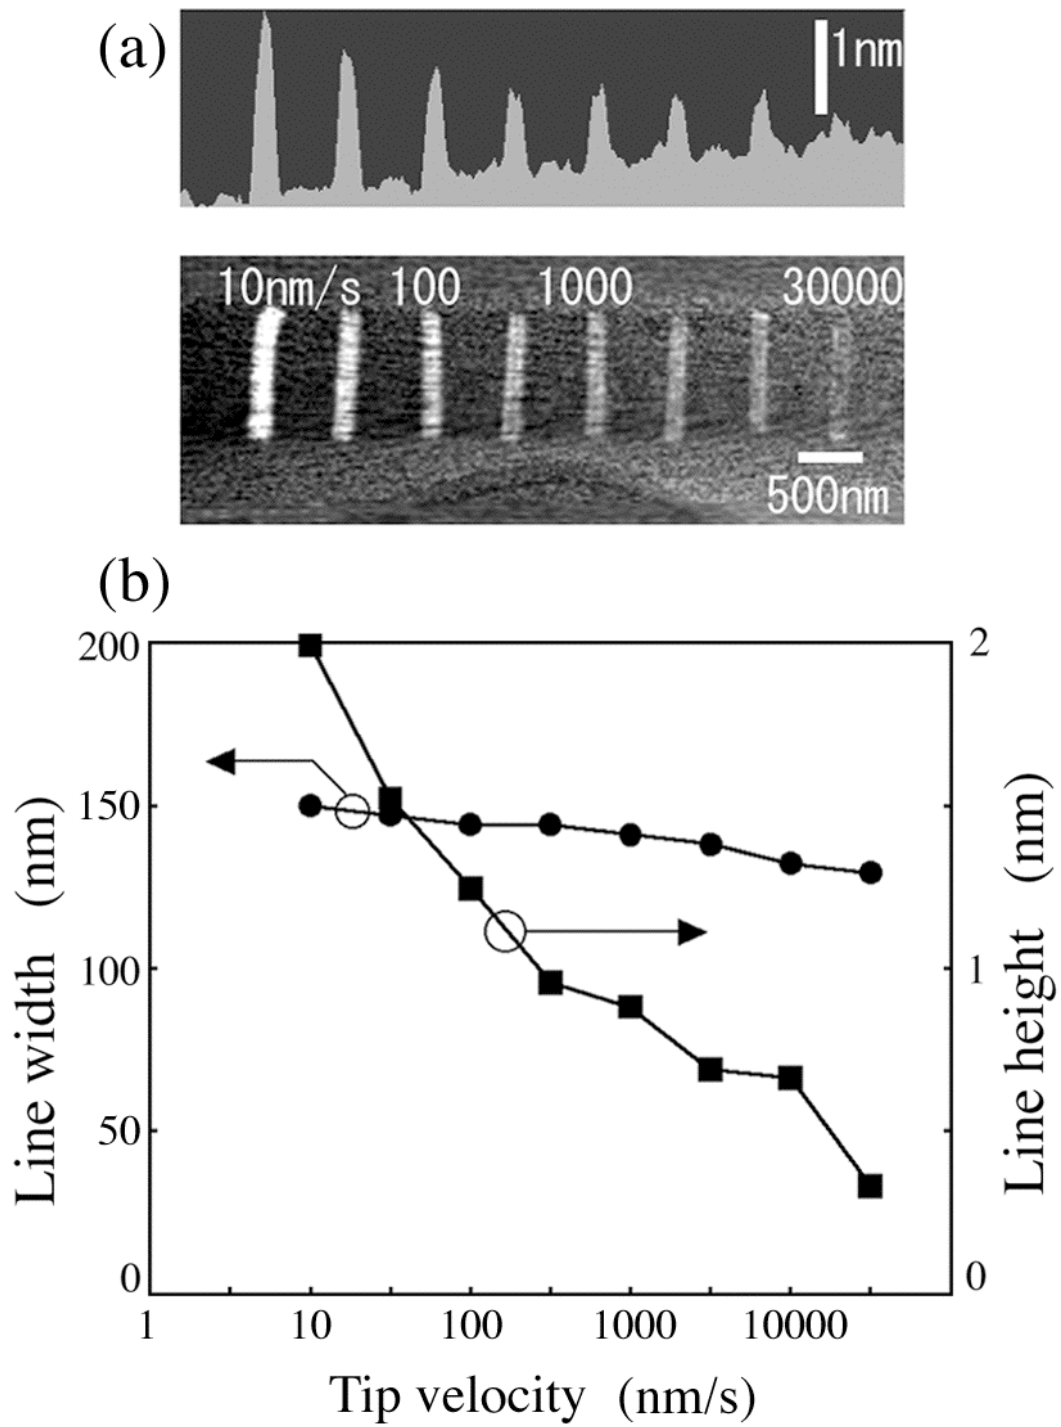 (a)
1nm
10nm/s 100 1000 30000
500nm
(b)
200
150
100
50
0
Line width (nm)
2
1
0
Line height (nm)
1 10 100 1000 10000
Tip velocity (nm/s)